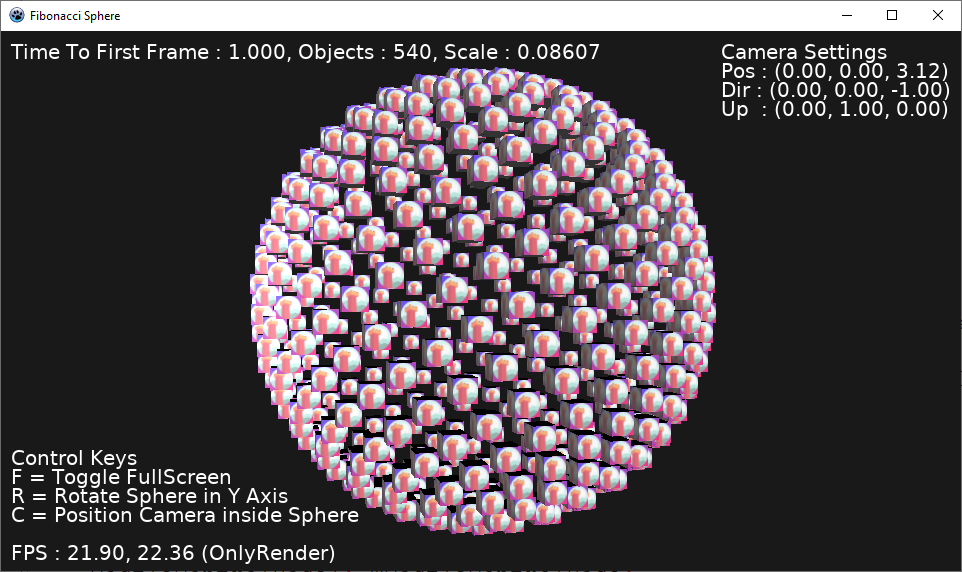 Fibonacci Sphere
Time To First Frame : 1.000, Objects : 540, Scale : 0.08607
Camera Settings
Pos : (0.00, 0.00, 3.12)
Dir : (0.00, 0.00, -1.00)
Up  : (0.00, 1.00, 0.00)
Control Keys
F = Toggle FullScreen
R = Rotate Sphere in Y Axis
C = Position Camera inside Sphere
FPS : 21.90, 22.36 (OnlyRender)